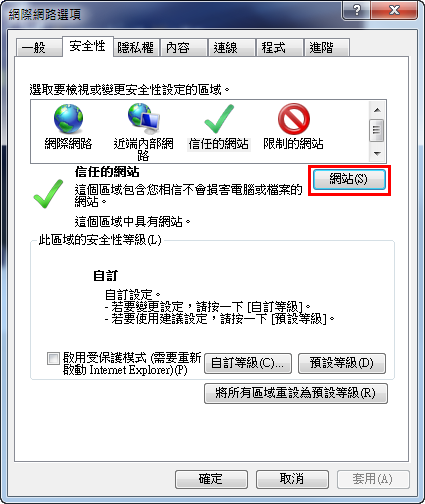 網際網路選項
一般 安全性 隱私權 內容 連線 程式 進階
選取要檢視或變更安全性設定的區域。
網際網路 近端內部網路 信任的網站 限制的網站
信任的網站
網站(S)
這個區域包含您相信不會損害電腦或檔案的
網站。
這個區域中具有網站。
此區域的安全性等級(L)
自訂
自訂設定。
- 若要變更設定，請按一下 [自訂等級]。
- 若要使用建議設定，請按一下 [預設等級]。
啟用受保護模式 (需要重新
啟動 Internet Explorer)(P)
自訂等級(C)... 預設等級(D)
將所有區域重設為預設等級(R)
確定 取消 套用(A)